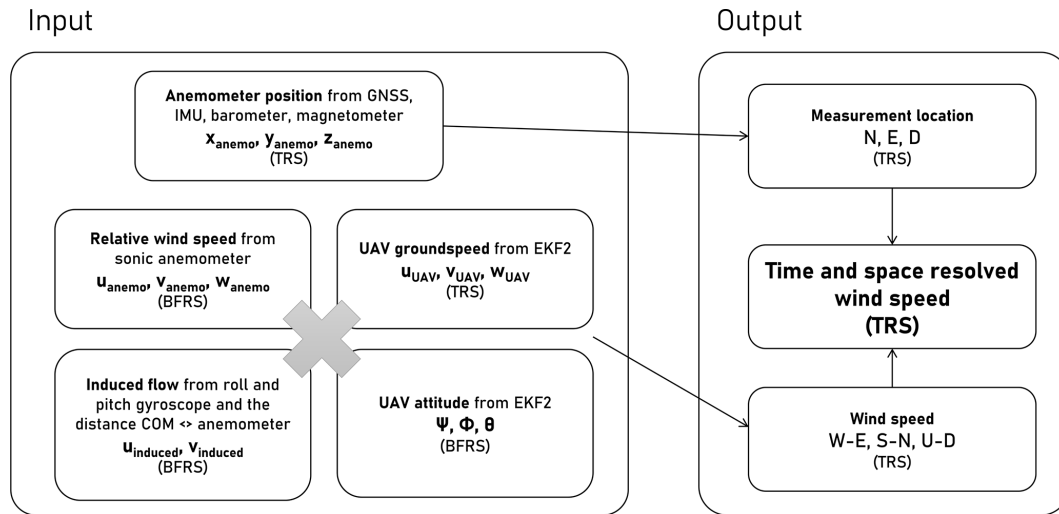 Input
Anemometer position from GNSS,
IMU, barometer, magnetometer
xanemo, yanemo, zanemo
(TRS)
Relative wind speed from
sonic anemometer
uanemo, vanemo, wanemo
(BFRS)
UAV groundspeed from EKF2
uUAV, vUAV, wUAV
(TRS)
Induced flow from roll and
pitch gyroscope and the
distance COM <> anemometer
uinduced, vinduced
(BFRS)
UAV attitude from EKF2
Ψ, Φ, θ
(BFRS)
Output
Measurement location
N, E, D
(TRS)
Time and space resolved
wind speed
(TRS)
Wind speed
W-E, S-N, U-D
(TRS)